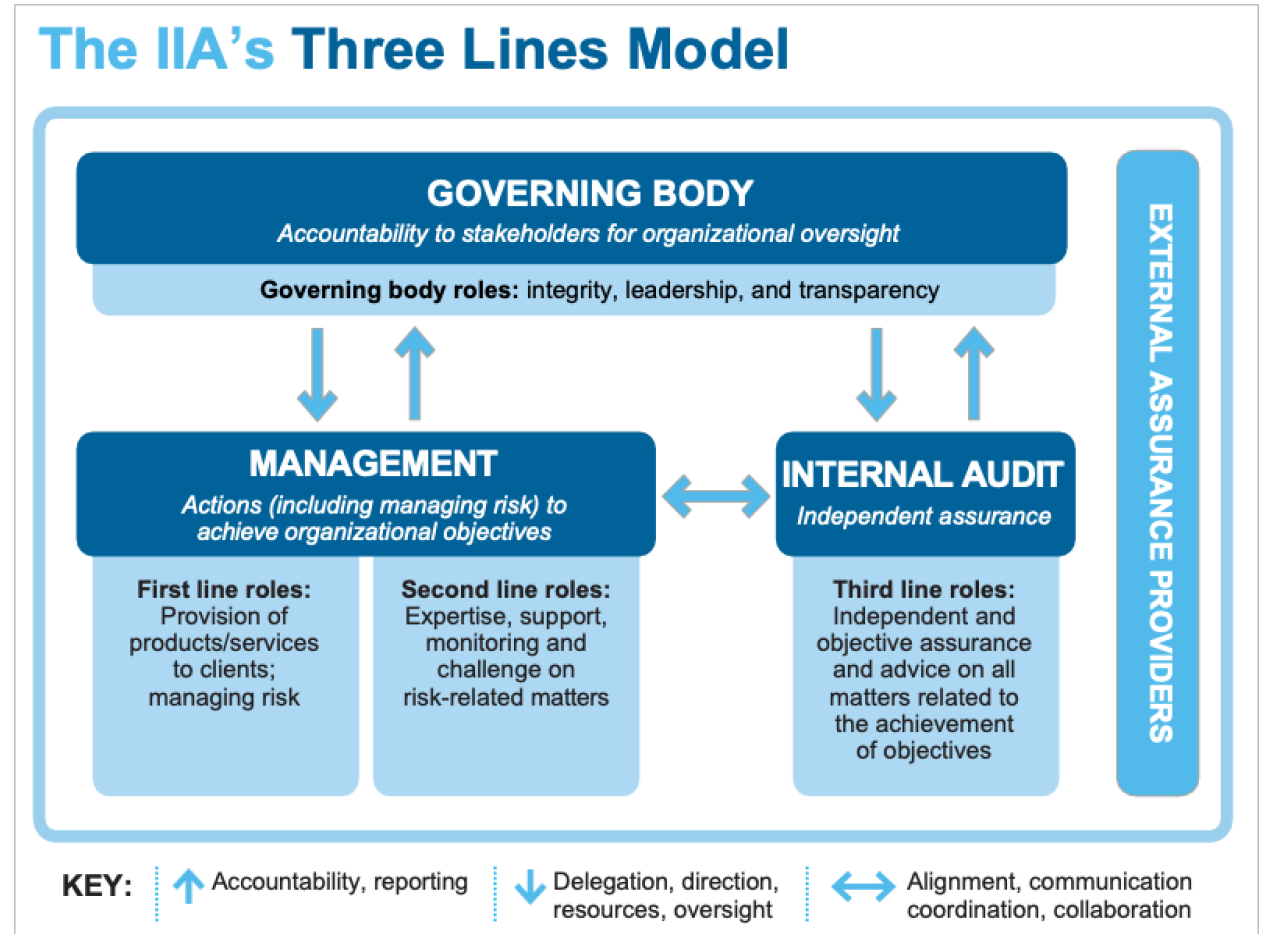 The IIA's Three Lines Model
GOVERNING BODY
Accountability to stakeholders for organizational oversight
Governing body roles: integrity, leadership, and transparency
MANAGEMENT
Actions (including managing risk) to
achieve organizational objectives
First line roles:
Provision of
products/services
to clients;
managing risk
Second line roles:
Expertise, support,
monitoring and
challenge on
risk-related matters
INTERNAL AUDIT
Independent assurance
Third line roles:
Independent and
objective assurance
and advice on all
matters related to
the achievement
of objectives
EXTERNAL ASSURANCE PROVIDERS
KEY:
Accountability, reporting
Delegation, direction,
resources, oversight
Alignment, communication
coordination, collaboration